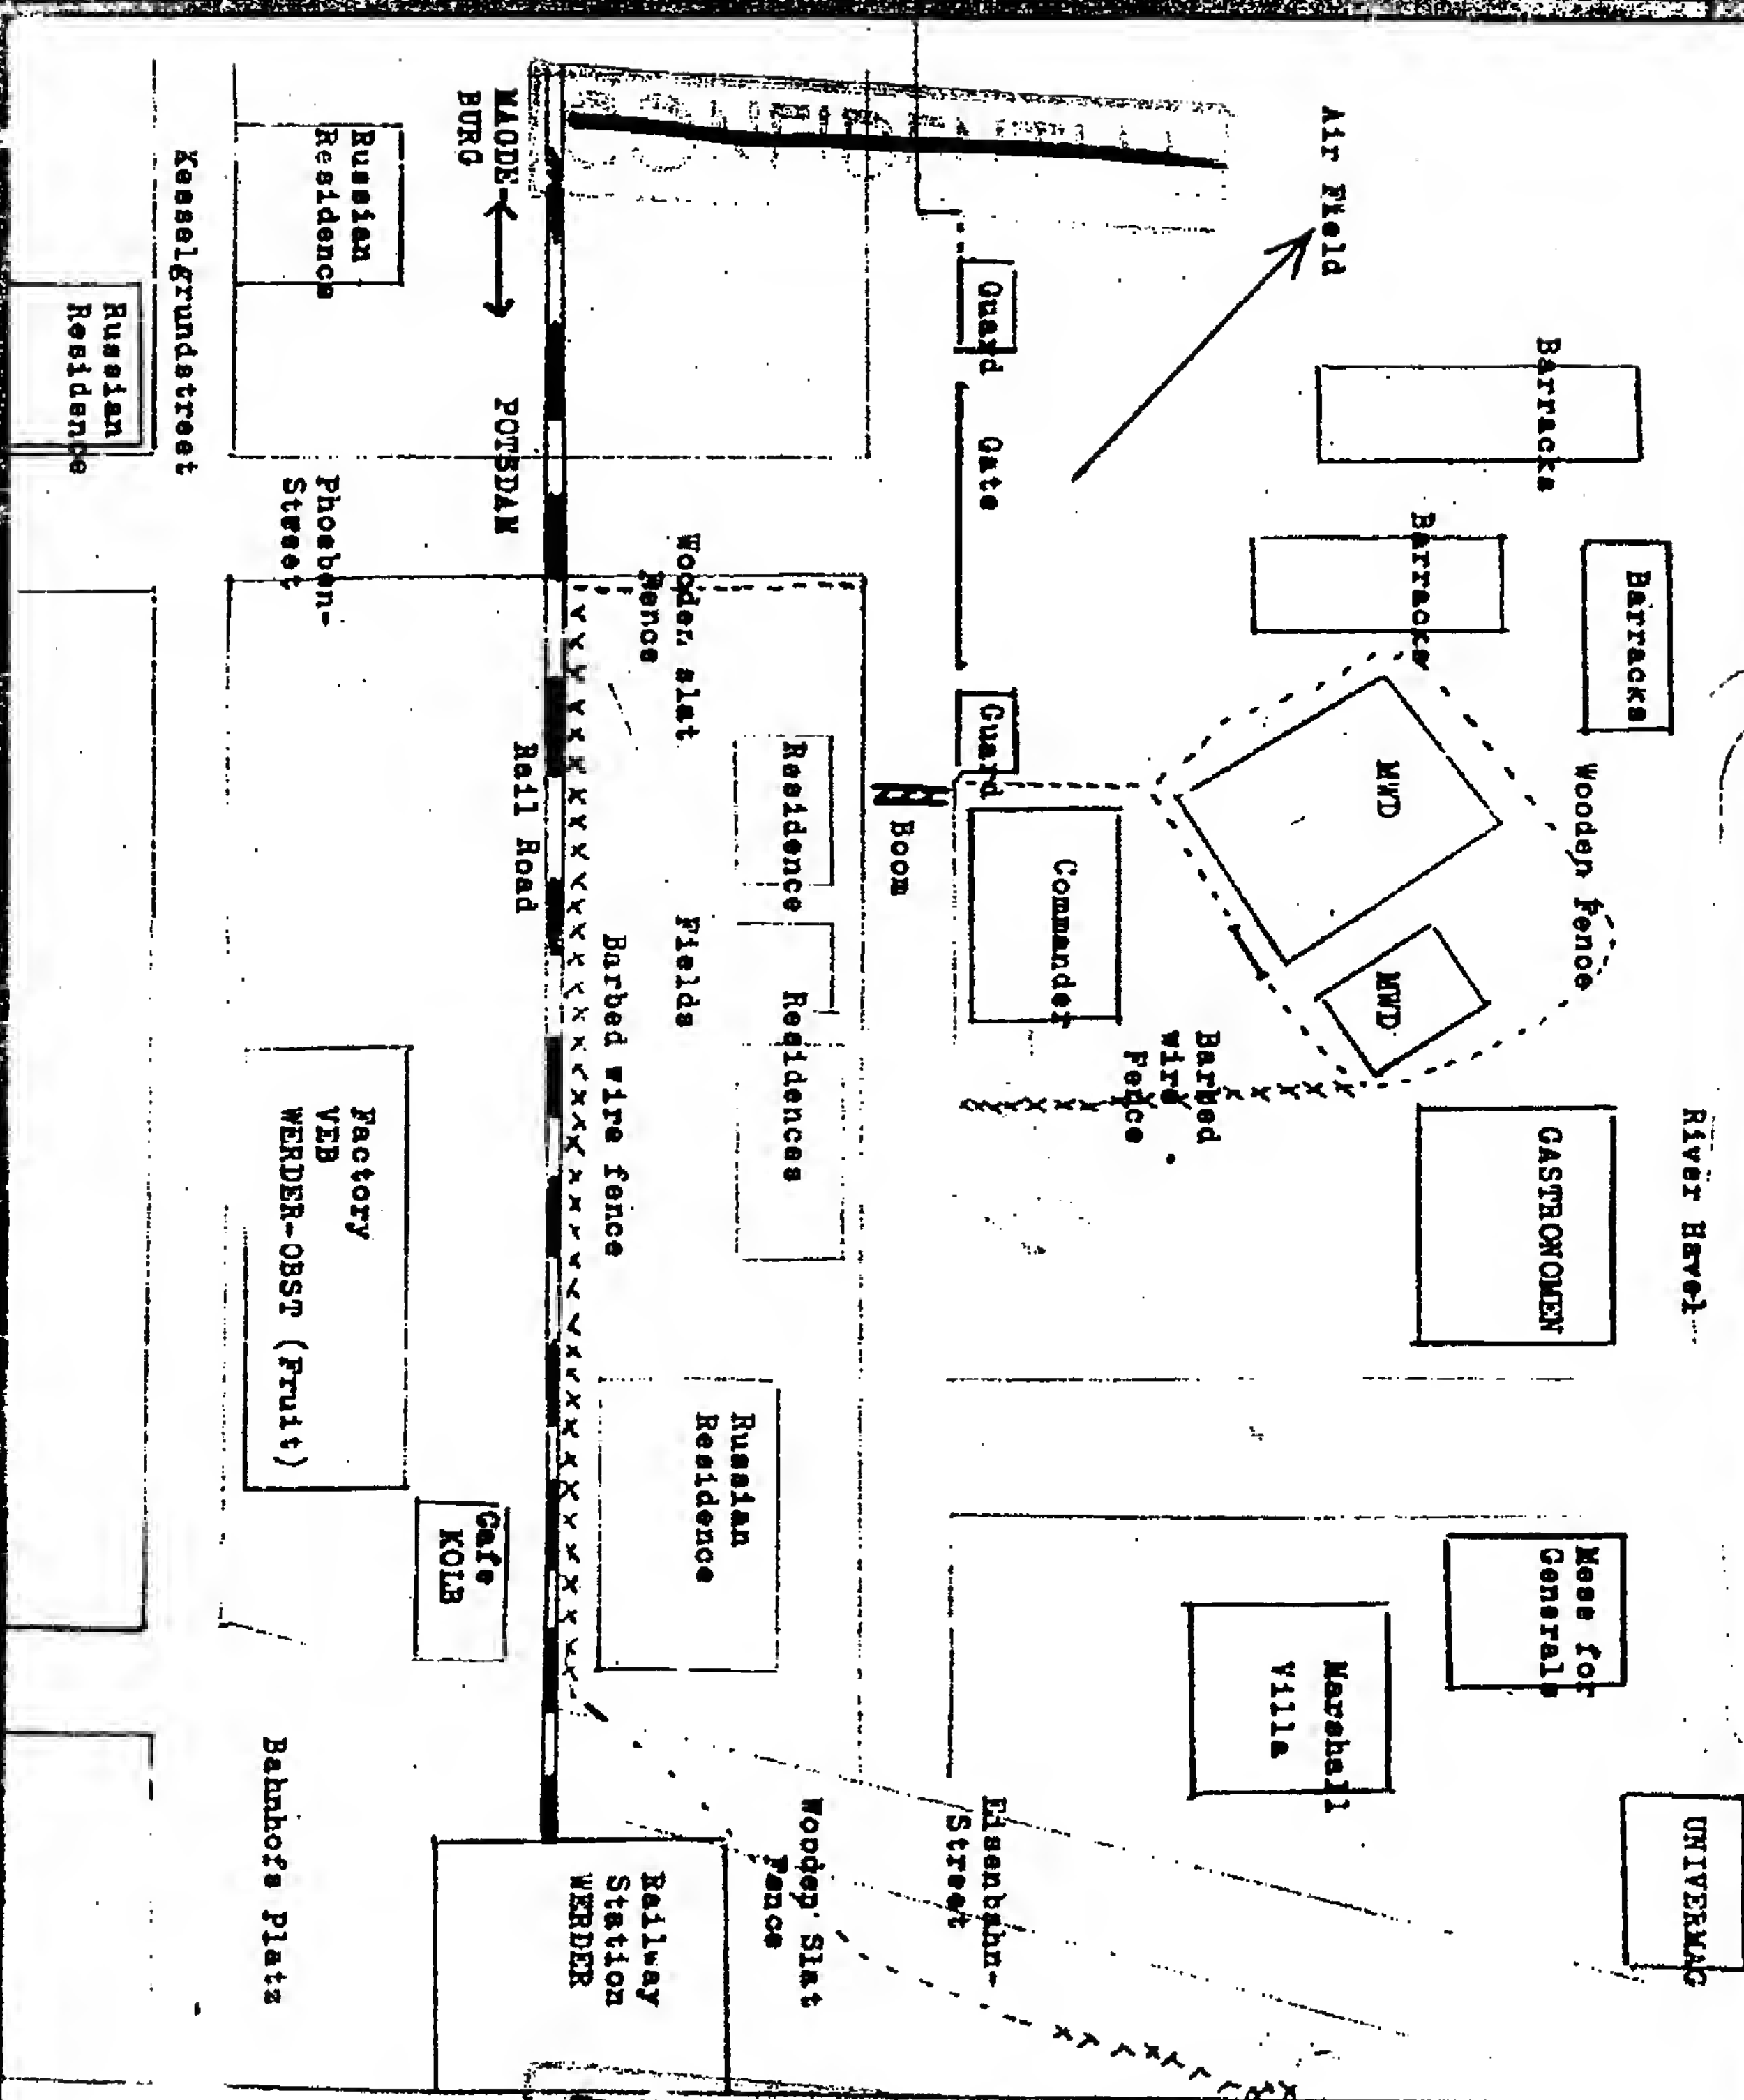 River Havel
UNIVERMAG
Barracks
Wooden Fence
Mess for
Generals
Barracks
GASTRONOMEN
Barracks
MWD
MWD
Air Field
Marshall
Villa
Barbed
wire
Fence
Commander
Guard
Gate
Guard
Eisenbahn-
Street
Boom
Residence
Residences
Wooden Slat
Fence
Russian
Residence
Wooden slat
Fence
Fields
Barbed wire fence
Railway
Station
WERDER
MAGDE-
BURG
POTSDAM
Rail Road
Cafe
KOLB
Russian
Residence
Phoeben-
Street
Factory
VEB
WERDER-OBST (Fruit)
Bahnhofs Platz
Kesselgrundstreet
Russian
Residence